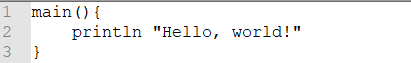 1 main(){
2     println "Hello, world!"
3 }